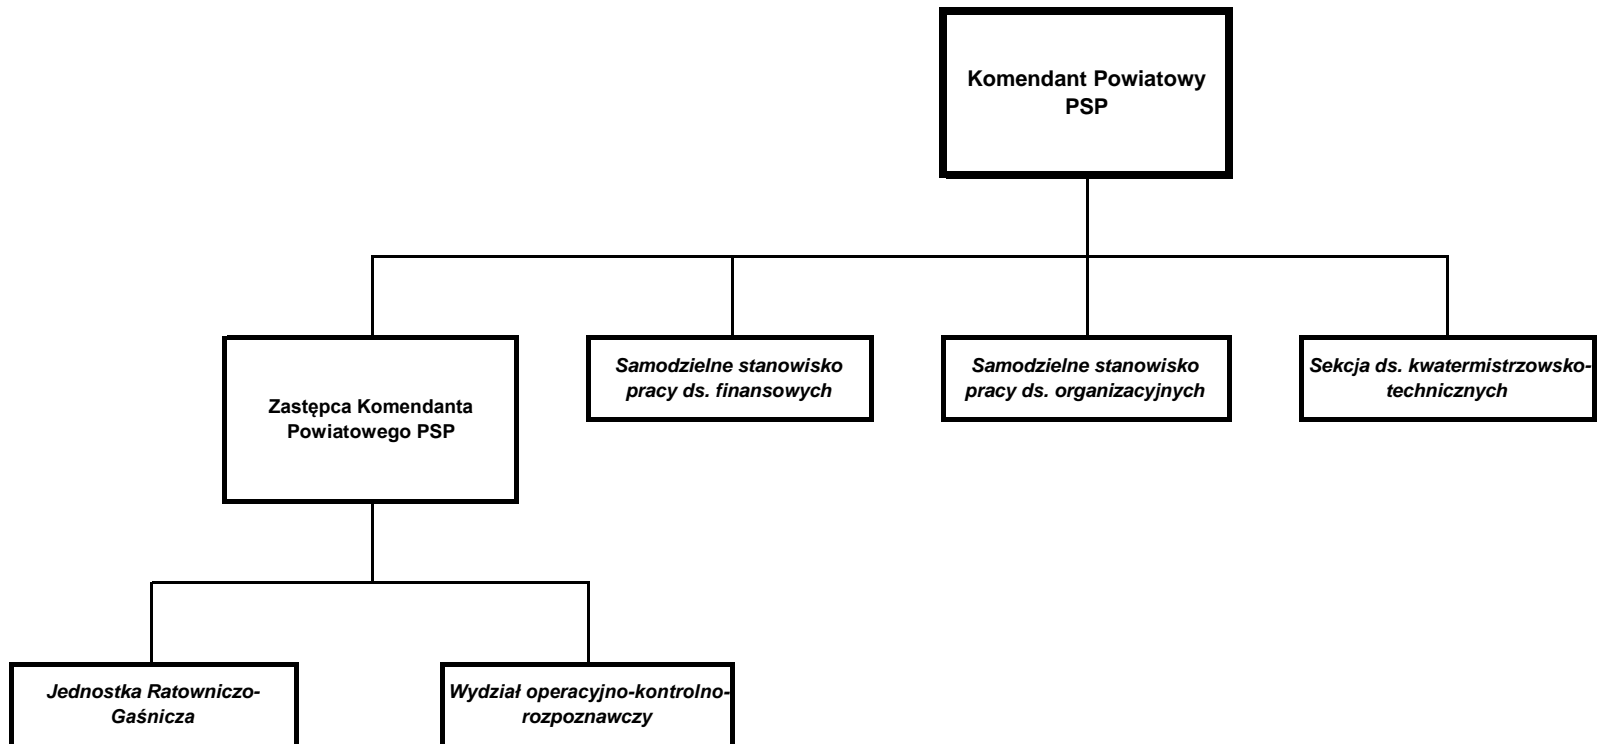 Komendant Powiatowy
PSP
Zastępca Komendanta
Powiatowego PSP
Samodzielne stanowisko
pracy ds. finansowych
Samodzielne stanowisko
pracy ds. organizacyjnych
Sekcja ds. kwatermistrzowsko-
technicznych
Jednostka Ratowniczo-
Gaśnicza
Wydział operacyjno-kontrolno-
rozpoznawczy